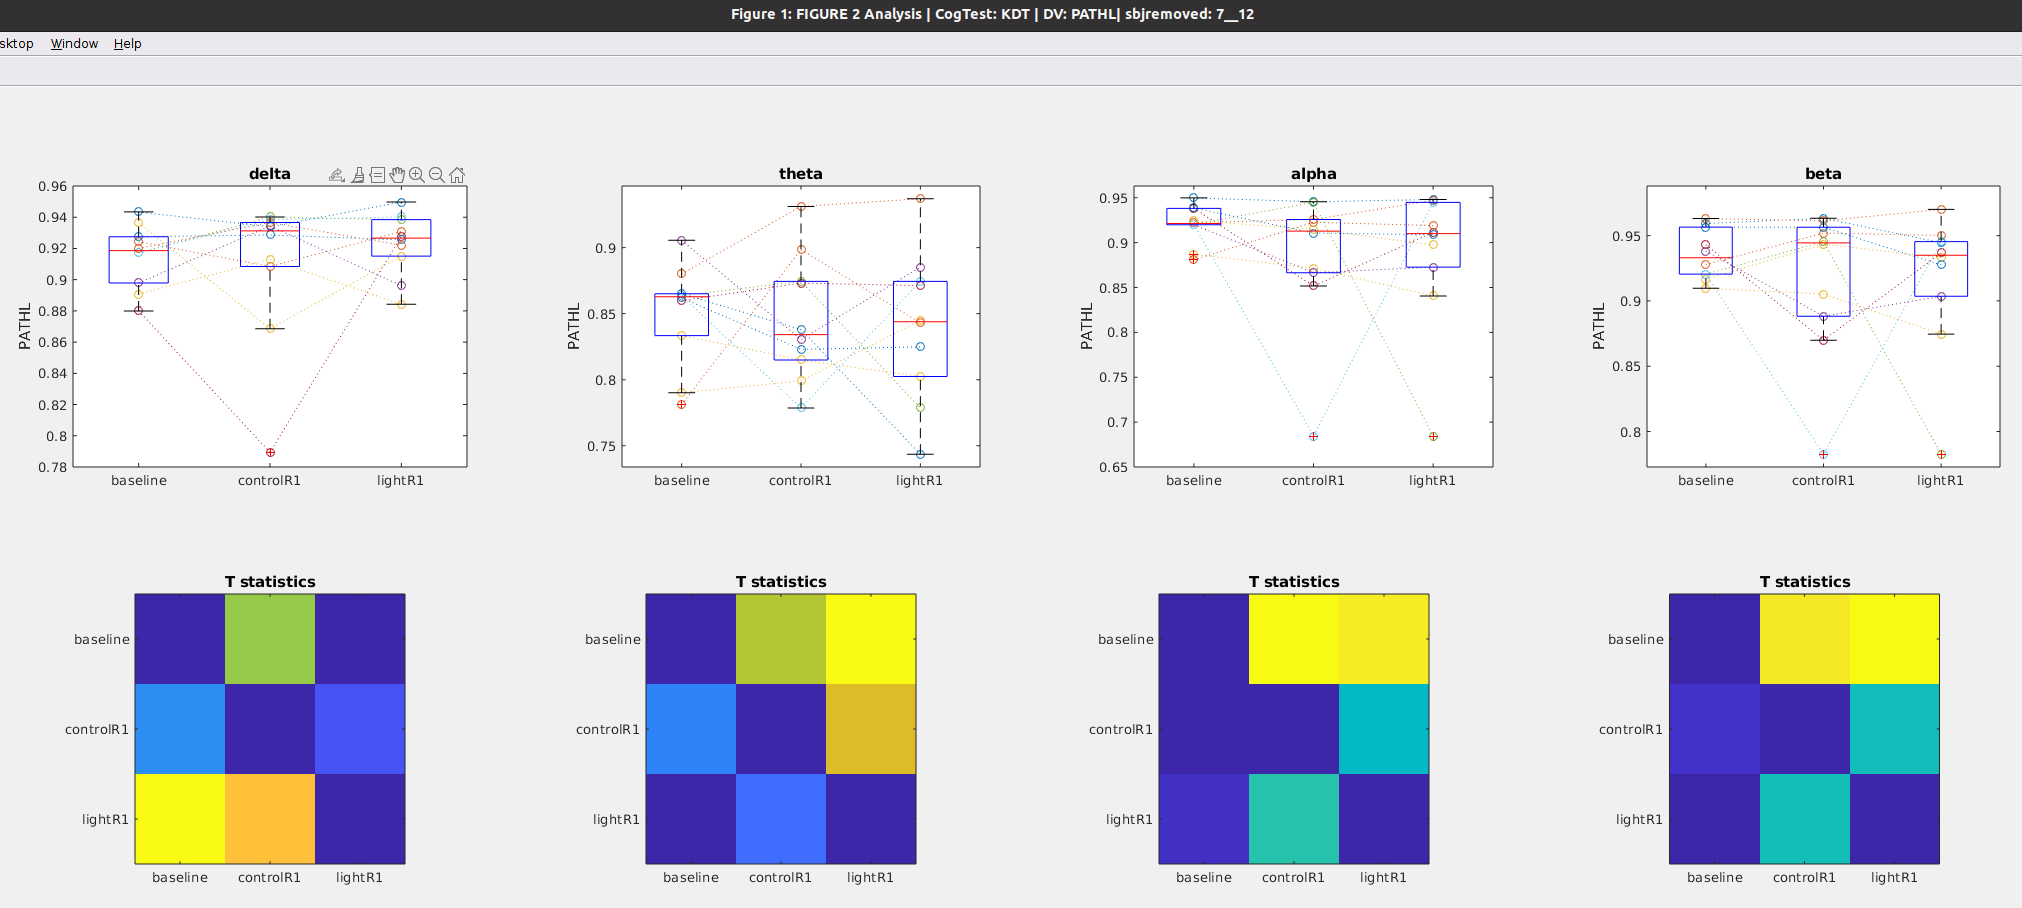 Figure 1: FIGURE 2 Analysis | CogTest: KDT | DV: PATHL| sbjremoved: 7__12
sktop Window Help
delta
0.96
0.94
0.92
0.9
0.88
0.86
0.84
0.82
0.8
0.78
PATHL
baseline controlR1 lightR1
theta
0.9
0.85
0.8
0.75
PATHL
baseline controlR1 lightR1
alpha
0.95
0.9
0.85
0.8
0.75
0.7
0.65
PATHL
baseline controlR1 lightR1
beta
0.95
0.9
0.85
0.8
PATHL
baseline controlR1 lightR1
T statistics
baseline
controlR1
lightR1
baseline controlR1 lightR1
T statistics
baseline
controlR1
lightR1
baseline controlR1 lightR1
T statistics
baseline
controlR1
lightR1
baseline controlR1 lightR1
T statistics
baseline
controlR1
lightR1
baseline controlR1 lightR1